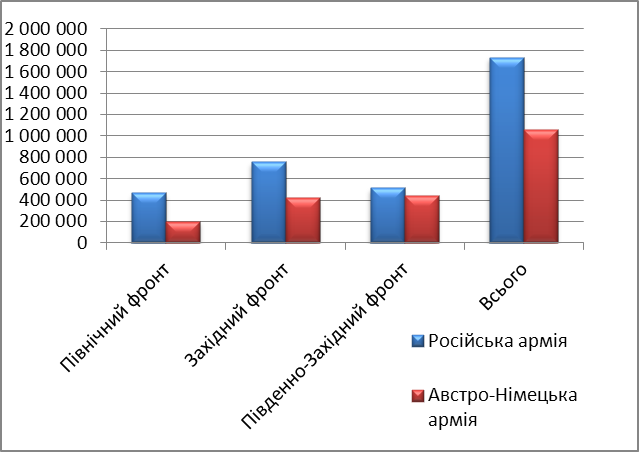 2 000 000
1 800 000
1 600 000
1 400 000
1 200 000
1 000 000
800 000
600 000
400 000
200 000
0
Північний фронт
Західний фронт
Південно-Західний фронт
Всього
Російська армія
Австро-Німецька
армія